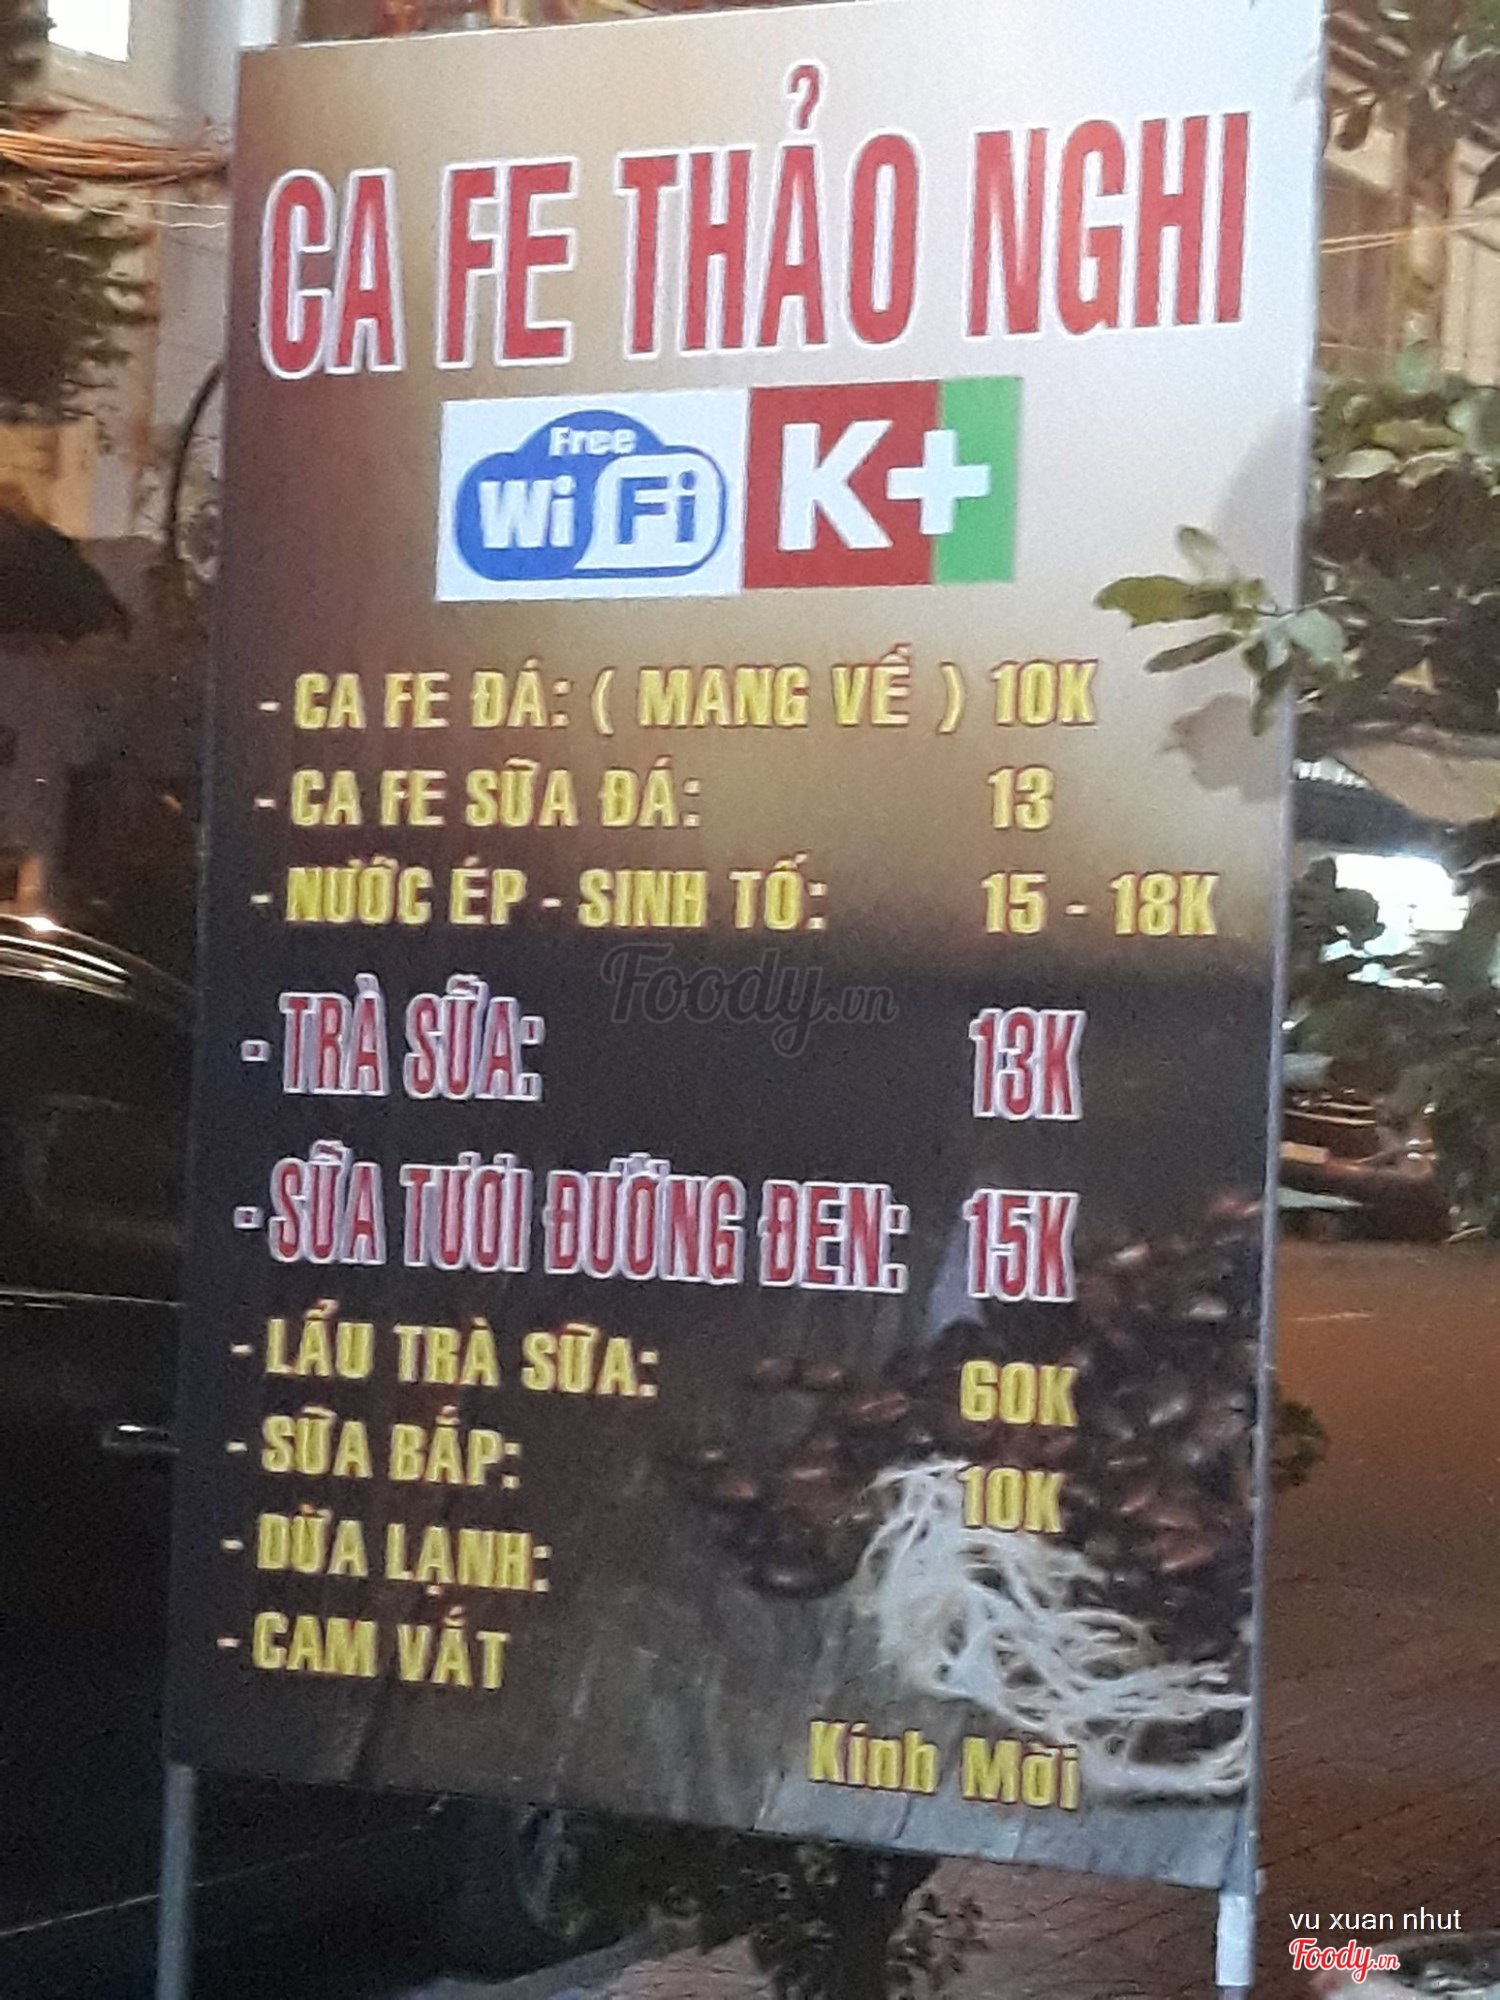 CA FE THẢO NGHI
Free
Wi Fi K+
- CA FE ĐÁ: ( MANG VỀ ) 10K
- CA FE SỮA ĐÁ: 13
- NƯỚC ÉP - SINH TỐ: 15 - 18K
Foody.vn
- TRÀ SỮA: 13K
- SỮA TƯƠI ĐƯỜNG ĐEN: 15K
- LẨU TRÀ SỮA: 60K
- SỮA BẮP: 10K
- DỪA LẠNH:
- CAM VẮT
Kính Mời
vu xuan nhut
Foody.vn